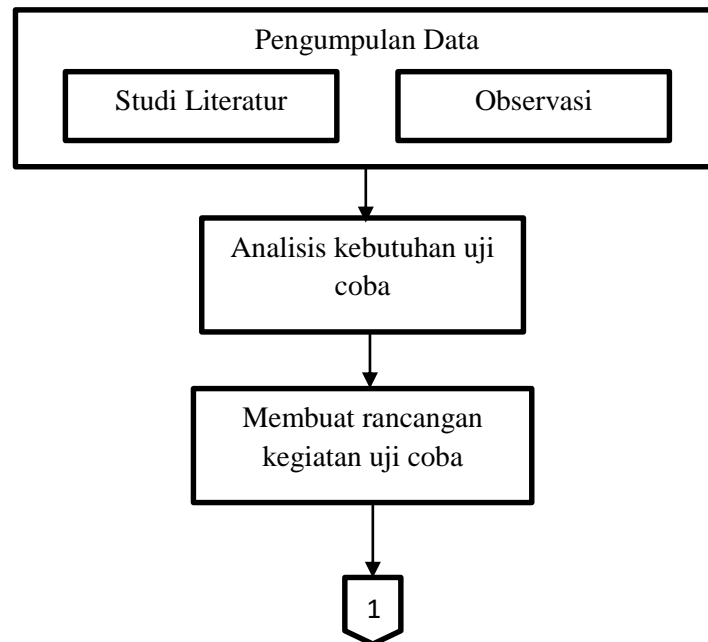 Pengumpulan Data
Studi Literatur
Observasi
Analisis kebutuhan uji
coba
Membuat rancangan
kegiatan uji coba
1